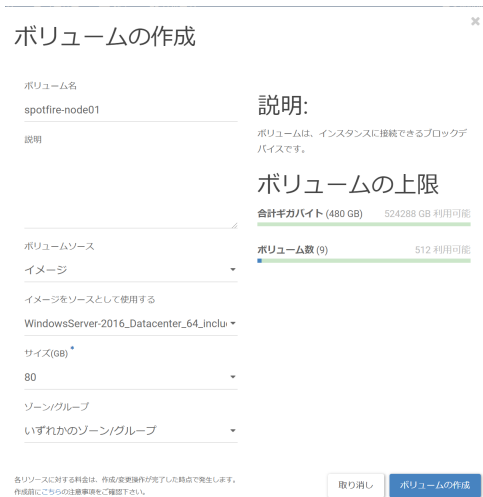 ボリュームの作成
×
ボリューム名
spotfire-node01
説明
ボリュームソース
イメージ
イメージをソースとして使用する
WindowsServer-2016_Datacenter_64_inclu
サイズ(GB) *
80
ゾーン/グループ
いずれかのゾーン/グループ
説明:
ボリュームは、インスタンスに接続できるブロックデ
バイスです。
ボリュームの上限
合計ギガバイト (480 GB) 524288 GB 利用可能
ボリューム数 (9) 512 利用可能
各リソースに対する料金は、作成/変更操作が完了した時点で発生します。
作成前にこちらの注意事項をご確認下さい。
取り消し
ボリュームの作成